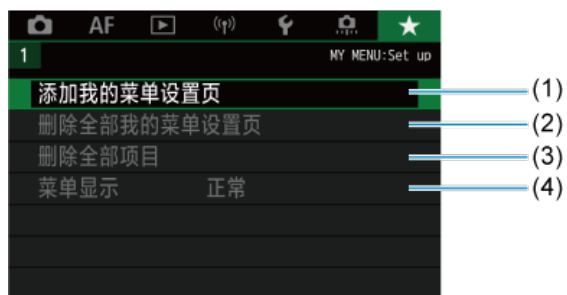 AF
1 MY MENU:Set up
添加我的菜单设置页 (1)
删除全部我的菜单设置页 (2)
删除全部项目 (3)
菜单显示 正常 (4)